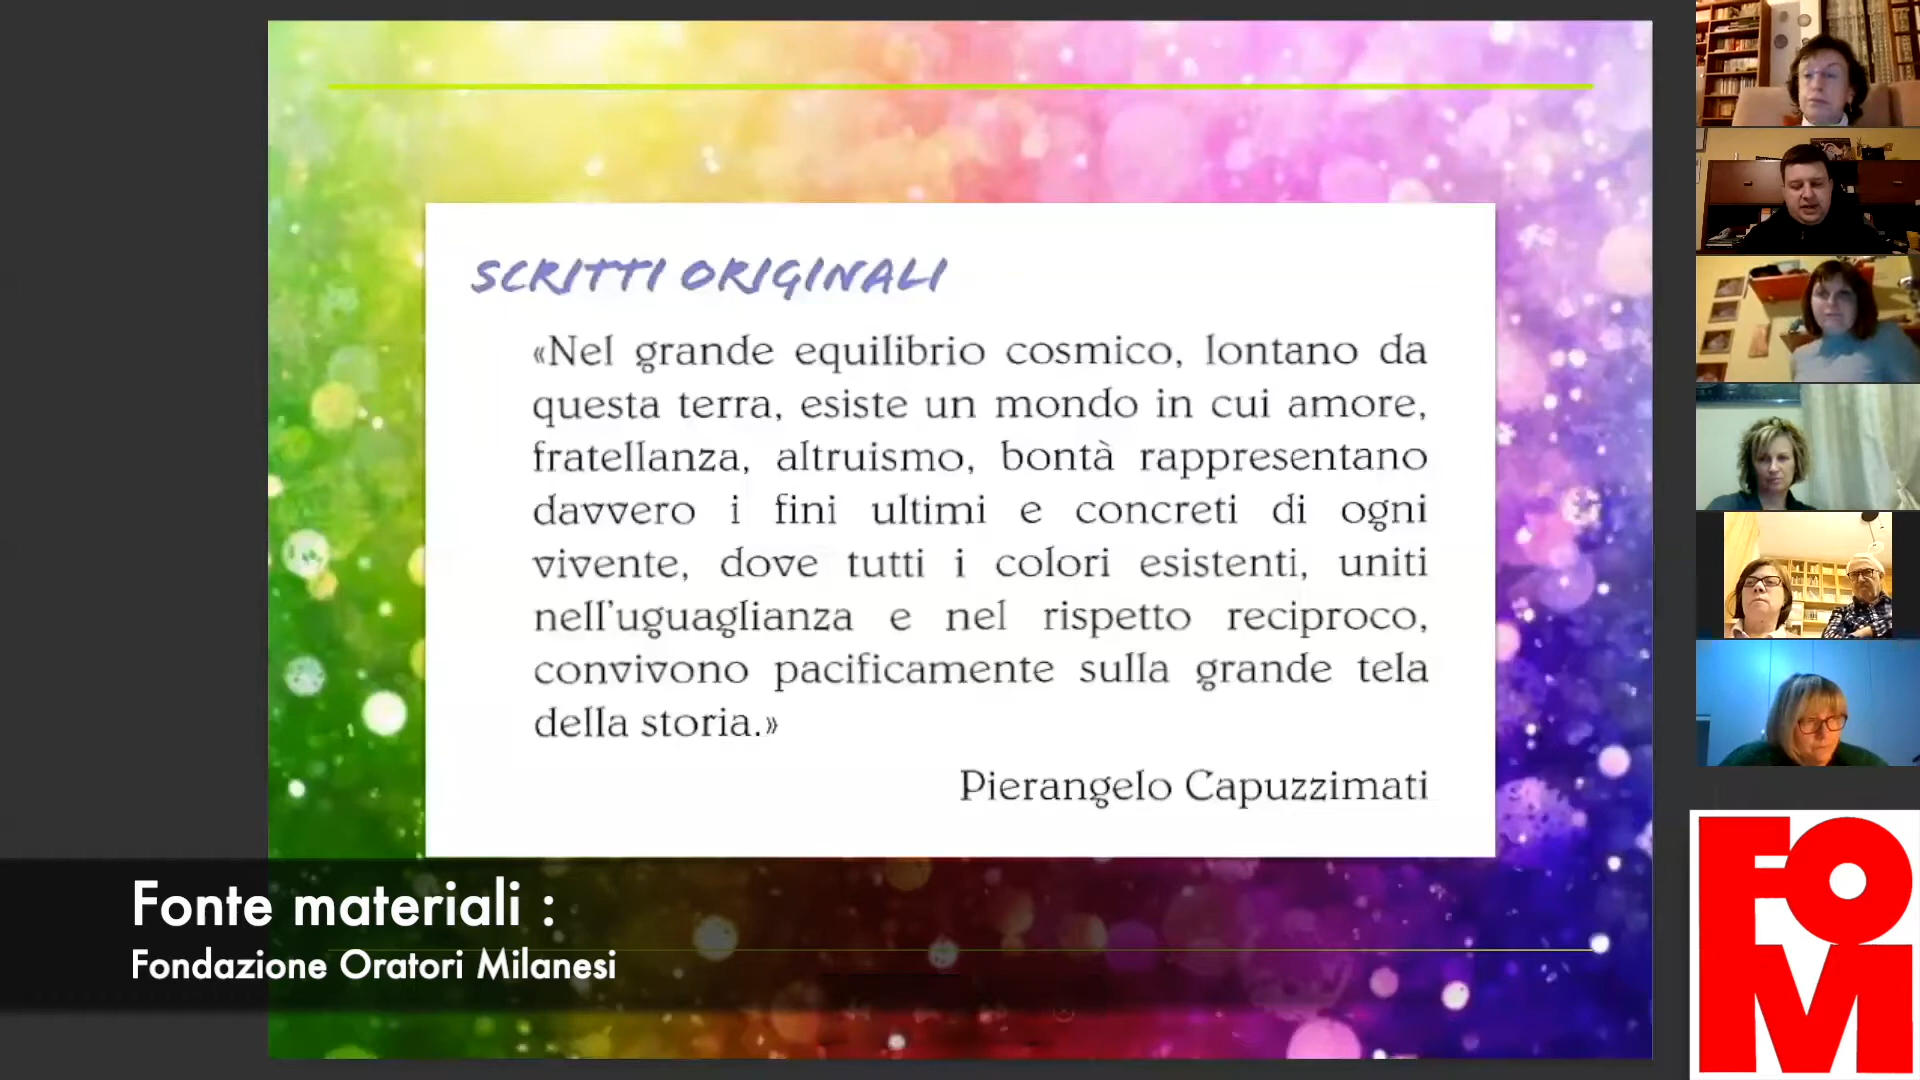 SCRITTI ORIGINALI
«Nel grande equilibrio cosmico, lontano da
questa terra, esiste un mondo in cui amore,
fratellanza, altruismo, bontà rappresentano
davvero i fini ultimi e concreti di ogni
vivente, dove tutti i colori esistenti, uniti
nell'uguaglianza e nel rispetto reciproco,
convivono pacificamente sulla grande tela
della storia.»
Pierangelo Capuzzimati
Fonte materiali :
Fondazione Oratori Milanesi
FOM